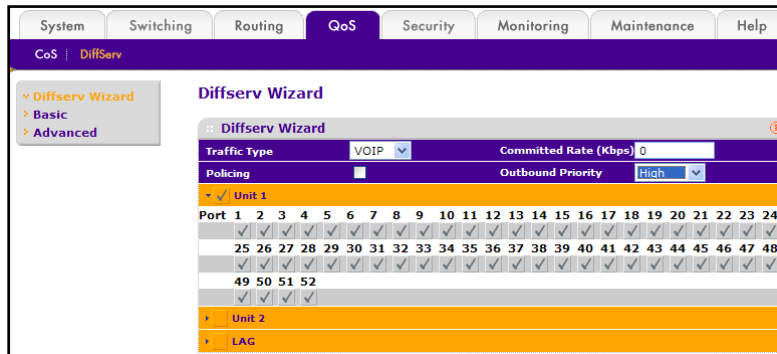 System Switching Routing QoS Security Monitoring Maintenance Help
CoS | DiffServ
Diffserv Wizard
Basic
Advanced
Diffserv Wizard
Diffserv Wizard
Traffic Type VOIP Committed Rate (Kbps) 0
Policing Outbound Priority High
Unit 1
Port 1 2 3 4 5 6 7 8 9 10 11 12 13 14 15 16 17 18 19 20 21 22 23 24
25 26 27 28 29 30 31 32 33 34 35 36 37 38 39 40 41 42 43 44 45 46 47 48
49 50 51 52
Unit 2
LAG